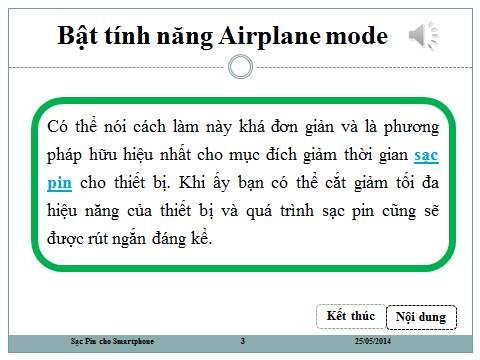 Bật tính năng Airplane mode
Có thể nói cách làm này khá đơn giản và là phương
pháp hữu hiệu nhất cho mục đích giảm thời gian sạc
pin cho thiết bị. Khi ấy bạn có thể cắt giảm tối đa
hiệu năng của thiết bị và quá trình sạc pin cũng sẽ
được rút ngắn đáng kể.
Kết thúc
Nội dung
Sạc Pin cho Smartphone 3 25/05/2014